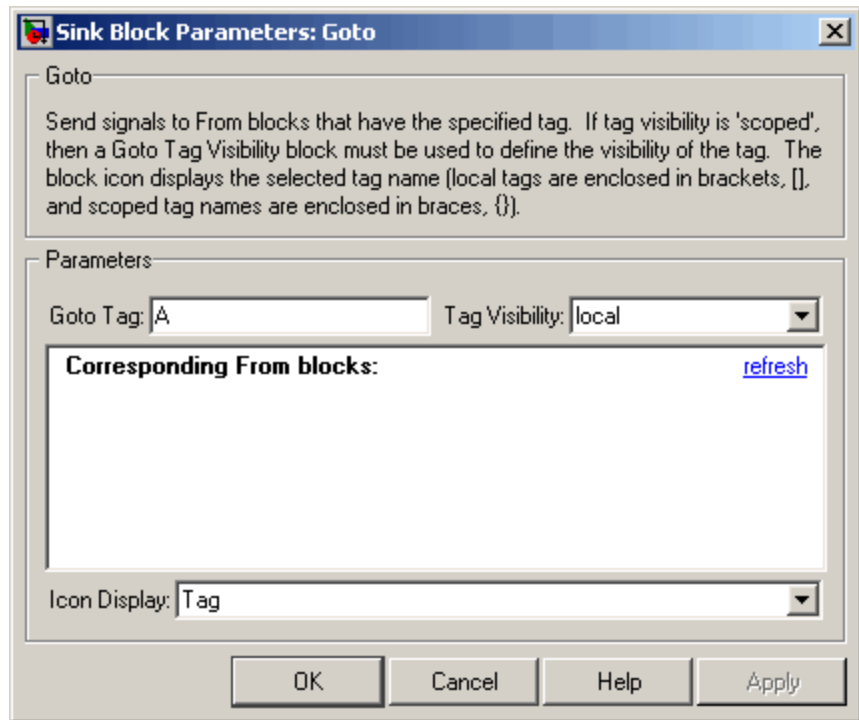 Sink Block Parameters: Goto
Goto
Send signals to From blocks that have the specified tag.  If tag visibility is 'scoped',
then a Goto Tag Visibility block must be used to define the visibility of the tag.  The
block icon displays the selected tag name (local tags are enclosed in brackets, [],
and scoped tag names are enclosed in braces, {}).
Parameters
Goto Tag: A Tag Visibility: local
Corresponding From blocks: refresh
Icon Display: Tag
OK Cancel Help Apply